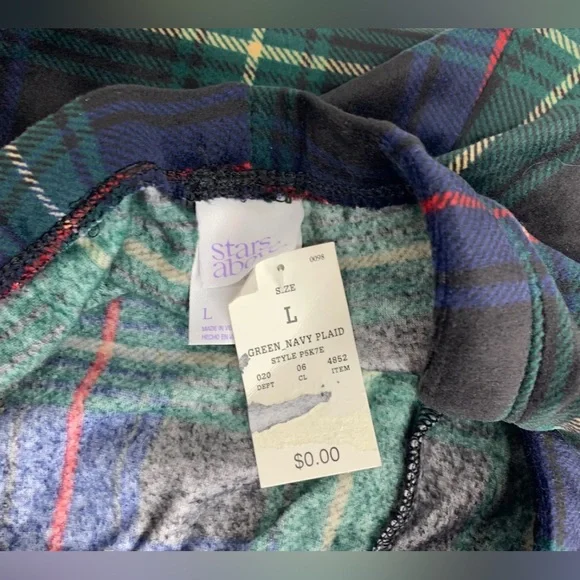 stars
L
MADE IN
HECHO EN
0098
SIZE
L
GREEN_NAVY PLAID
STYLE P5K7E
020 06 4852
DEPT CL ITEM
$0.00